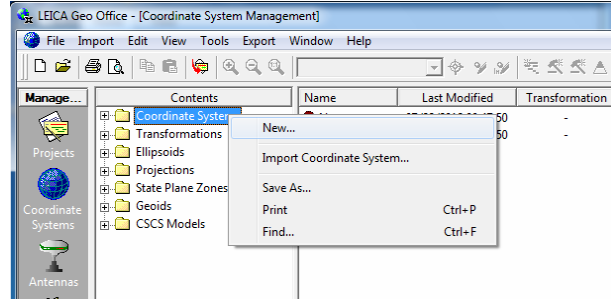 LEICA Geo Office - [Coordinate System Management]
File Import Edit View Tools Export Window Help
Manage... Contents Name Last Modified Transformation
Coordinate System
New...
Transformations
50 -
Projects
Ellipsoids
Import Coordinate System...
Projections
State Plane Zones
Save As...
Coordinate Systems
Geoids
Print Ctrl+P
CSCS Models
Find... Ctrl+F
Antennas